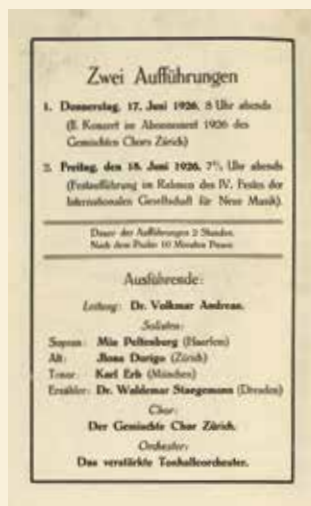 Zwei Aufführungen
1. Donnerstag, 17. Juni 1926, 8 Uhr abends
(II. Konzert im Abonnement 1926 des
Gemischten Chors Zürich)
2. Freitag, den 18. Juni 1926, 7½ Uhr abends
(Festaufführung im Rahmen des IV. Festes der
Internationalen Gesellschaft für Neue Musik).
Dauer der Aufführungen 2 Stunden.
Nach dem Psalm 10 Minuten Pause.
Ausführende:
Leitung: Dr. Volkmar Andreae.
Solisten:
Sopran: Mia Peltenburg (Haarlem)
Alt: Jlona Durigo (Zürich)
Tenor: Karl Erb (München)
Erzähler: Dr. Waldemar Staegemann (Dresden)
Chor:
Der Gemischte Chor Zürich.
Orchester:
Das verstärkte Tonhalleorchester.